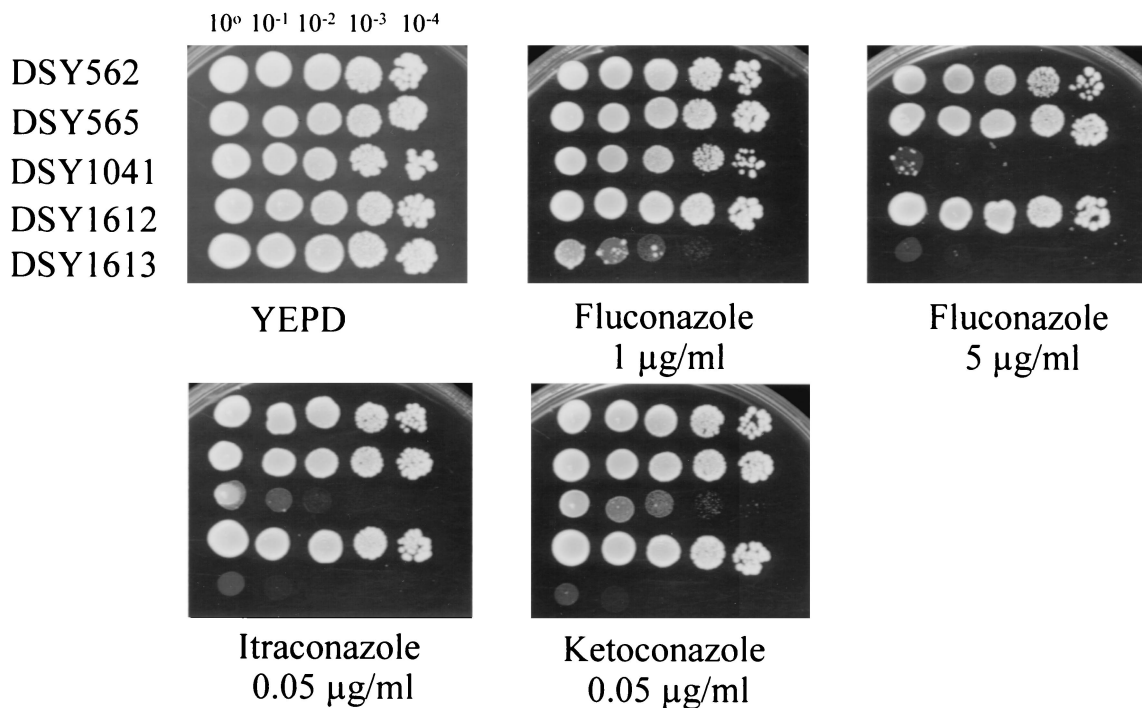 10⁰ 10⁻¹ 10⁻² 10⁻³ 10⁻⁴
DSY562
DSY565
DSY1041
DSY1612
DSY1613
YEPD
Fluconazole
1 µg/ml
Fluconazole
5 µg/ml
Itraconazole
0.05 µg/ml
Ketoconazole
0.05 µg/ml